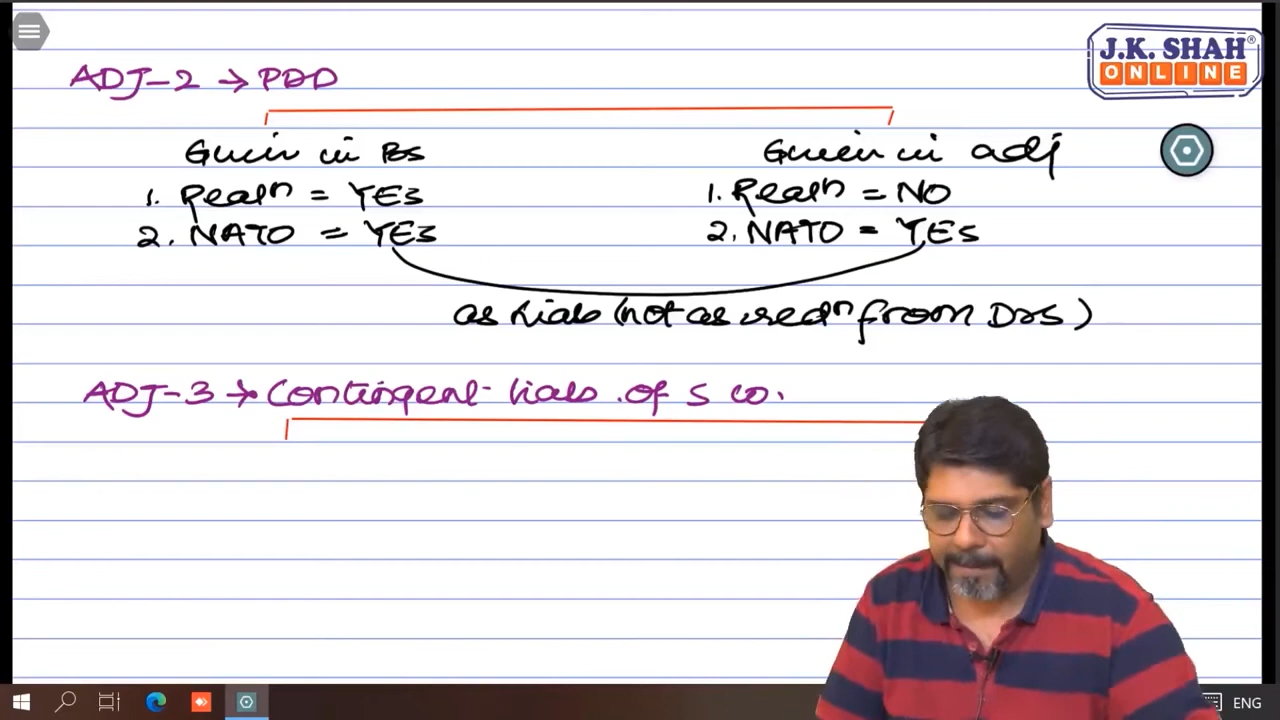 J.K. SHAH®
ONLINE
ADJ-2 → PDD
Given in BS
1. Realn = YES
2. NATO = YES
Given in adj
1. Realn = NO
2. NATO = YES
as Liab (not as redn from Drs)
ADJ-3 → Contingent liab of S co.
ENG